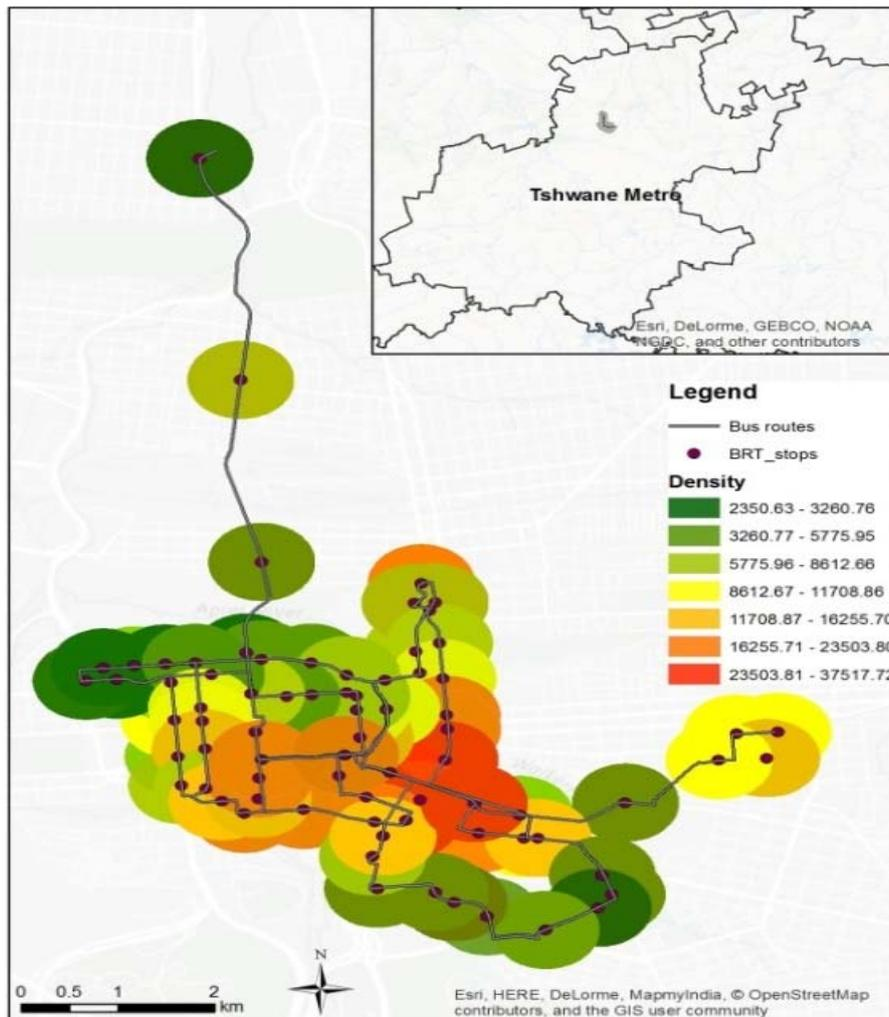 Tshwane Metro
Esri, DeLorme, GEBCO, NOAA
NGDC, and other contributors
Legend
Bus routes
BRT_stops
Density
2350.63 - 3260.76
3260.77 - 5775.95
5775.96 - 8612.66
8612.67 - 11708.86
11708.87 - 16255.70
16255.71 - 23503.80
23503.81 - 37517.72
N
0 0.5 1 2
km
Esri, HERE, DeLorme, MapmyIndia, © OpenStreetMap
contributors, and the GIS user community